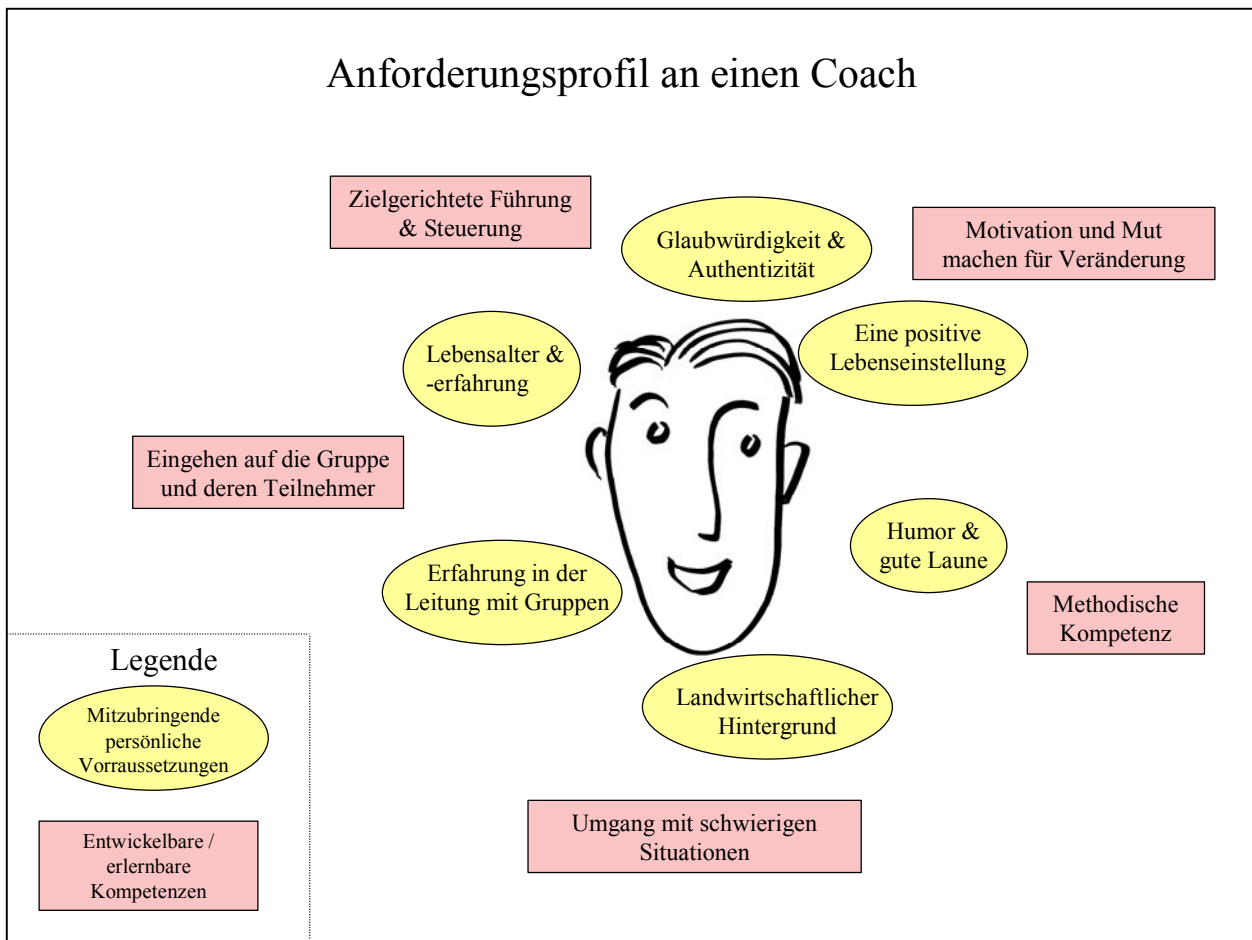 Anforderungsprofil an einen Coach
Zielgerichtete Führung
& Steuerung
Glaubwürdigkeit &
Authentizität
Motivation und Mut
machen für Veränderung
Lebensalter &
-erfahrung
Eine positive
Lebenseinstellung
Eingehen auf die Gruppe
und deren Teilnehmer
Humor &
gute Laune
Erfahrung in der
Leitung mit Gruppen
Methodische
Kompetenz
Landwirtschaftlicher
Hintergrund
Umgang mit schwierigen
Situationen
Legende
Mitzubringende
persönliche
Vorraussetzungen
Entwickelbare /
erlernbare
Kompetenzen